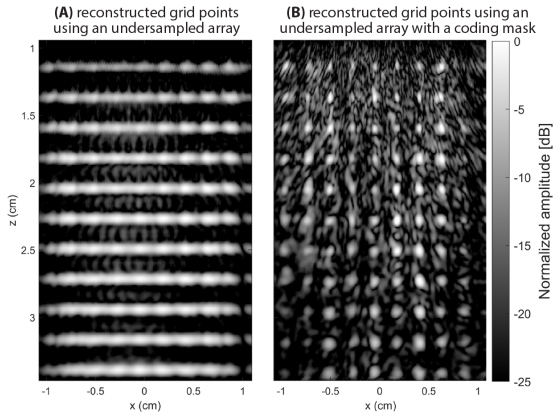 (A) reconstructed grid points
using an undersampled array
(B) reconstructed grid points using an
undersampled array with a coding mask
1
1.5
2
2.5
3
z (cm)
-1 -0.5 0 0.5 1
x (cm)
-1 -0.5 0 0.5 1
x (cm)
0
-5
-10
-15
-20
-25
Normalized amplitude [dB]